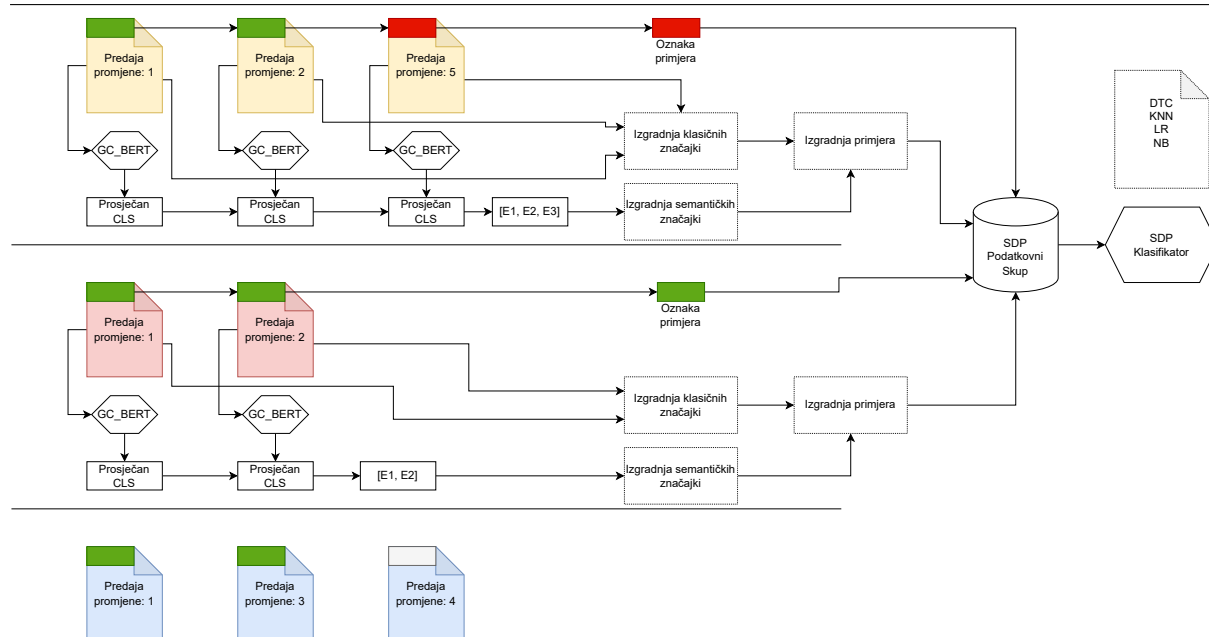 Predaja
promjene: 1
Predaja
promjene: 2
Predaja
promjene: 5
Oznaka
primjera
GC_BERT
GC_BERT
GC_BERT
Izgradnja klasičnih
značajki
Izgradnja primjera
DTC
KNN
LR
NB
Prosječan
CLS
Prosječan
CLS
Prosječan
CLS
[E1, E2, E3]
Izgradnja semantičkih
značajki
SDP
Podatkovni
Skup
SDP
Klasifikator
Predaja
promjene: 1
Predaja
promjene: 2
Oznaka
primjera
GC_BERT
GC_BERT
Izgradnja klasičnih
značajki
Izgradnja primjera
Prosječan
CLS
Prosječan
CLS
[E1, E2]
Izgradnja semantičkih
značajki
Predaja
promjene: 1
Predaja
promjene: 3
Predaja
promjene: 4